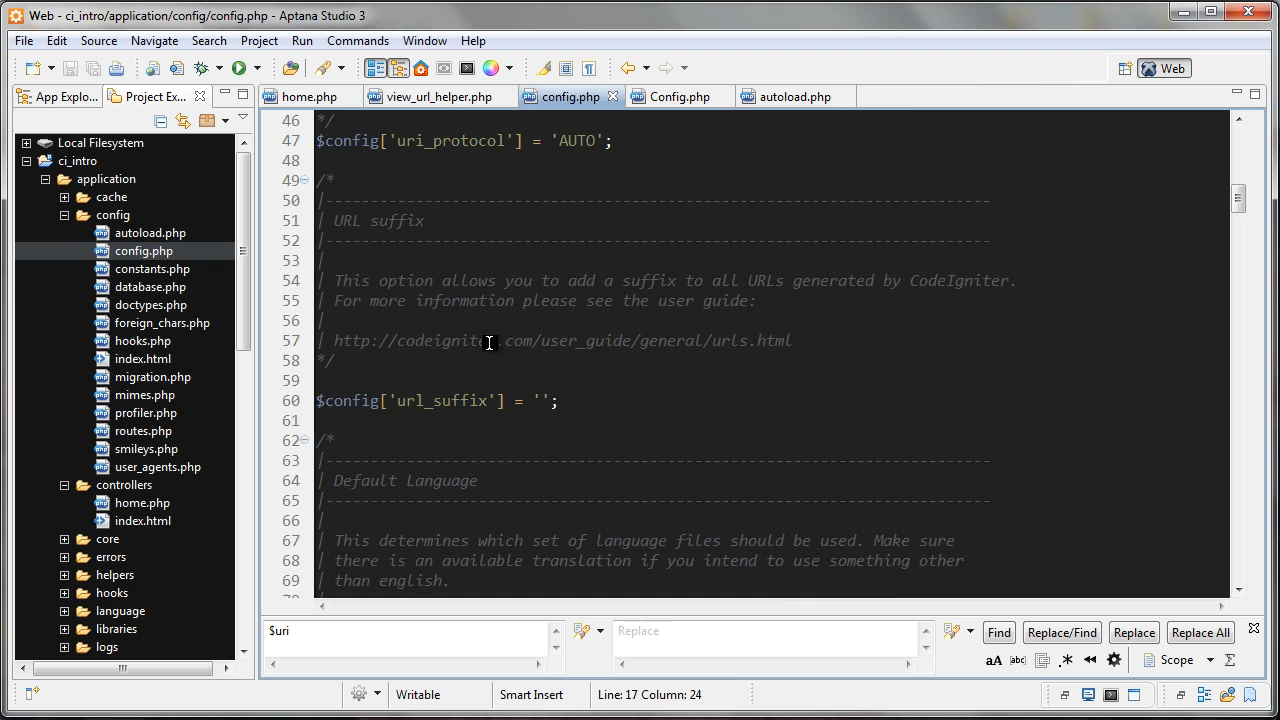 Web - ci_intro/application/config/config.php - Aptana Studio 3
File Edit Source Navigate Search Project Run Commands Window Help
Web
App Explo... Project Ex...
home.php view_url_helper.php config.php Config.php autoload.php
Local Filesystem
ci_intro
application
cache
config
autoload.php
config.php
constants.php
database.php
doctypes.php
foreign_chars.php
hooks.php
index.html
migration.php
mimes.php
profiler.php
routes.php
smileys.php
user_agents.php
controllers
home.php
index.html
core
errors
helpers
hooks
language
libraries
logs
46 */
47 $config['uri_protocol'] = 'AUTO';
48
49 /*
50 |--------------------------------------------------------------------------
51 | URL suffix
52 |--------------------------------------------------------------------------
53 |
54 | This option allows you to add a suffix to all URLs generated by CodeIgniter.
55 | For more information please see the user guide:
56 |
57 | http://codeignite .com/user_guide/general/urls.html
58 */
59
60 $config['url_suffix'] = '';
61
62 /*
63 |--------------------------------------------------------------------------
64 | Default Language
65 |--------------------------------------------------------------------------
66 |
67 | This determines which set of language files should be used. Make sure
68 | there is an available translation if you intend to use something other
69 | than english.
$uri
Replace
Find Replace/Find Replace Replace All
aA abc .* Scope Σ
Writable Smart Insert Line: 17 Column: 24